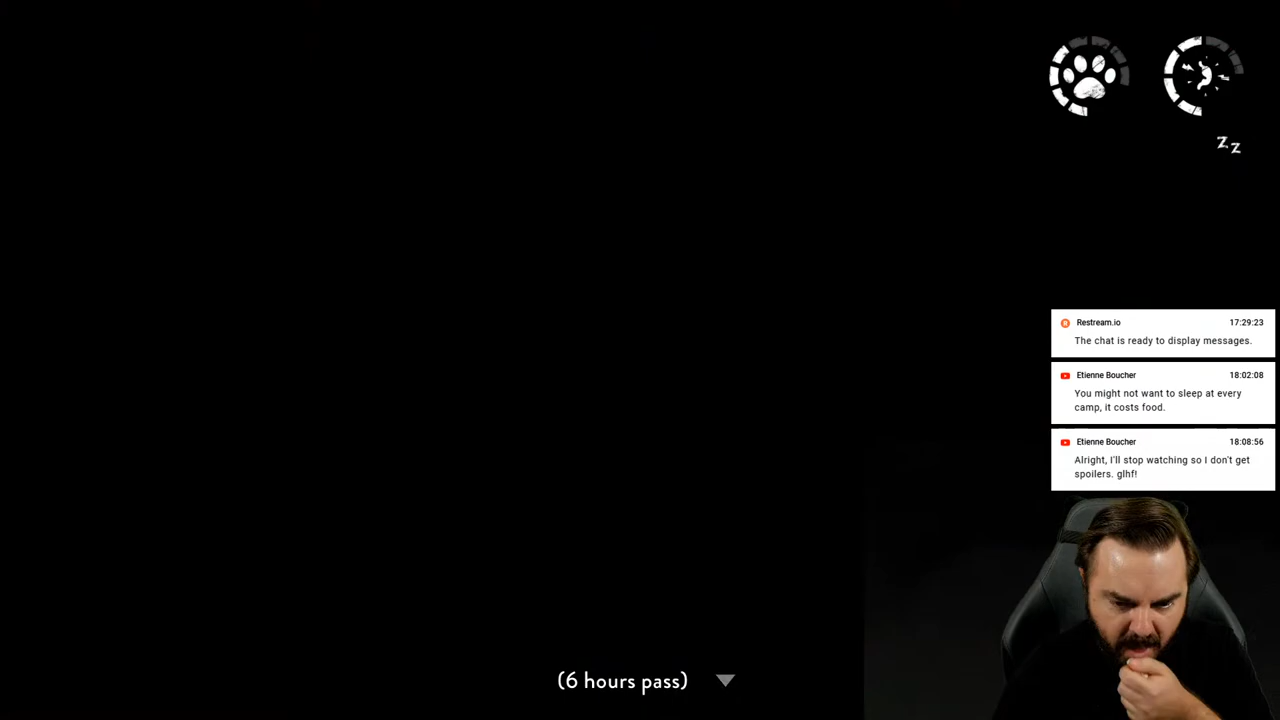 z z
Restream.io 17:29:23
The chat is ready to display messages.
Etienne Boucher 18:02:08
You might not want to sleep at every
camp, it costs food.
Etienne Boucher 18:08:56
Alright, I'll stop watching so I don't get
spoilers. glhf!
(6 hours pass)